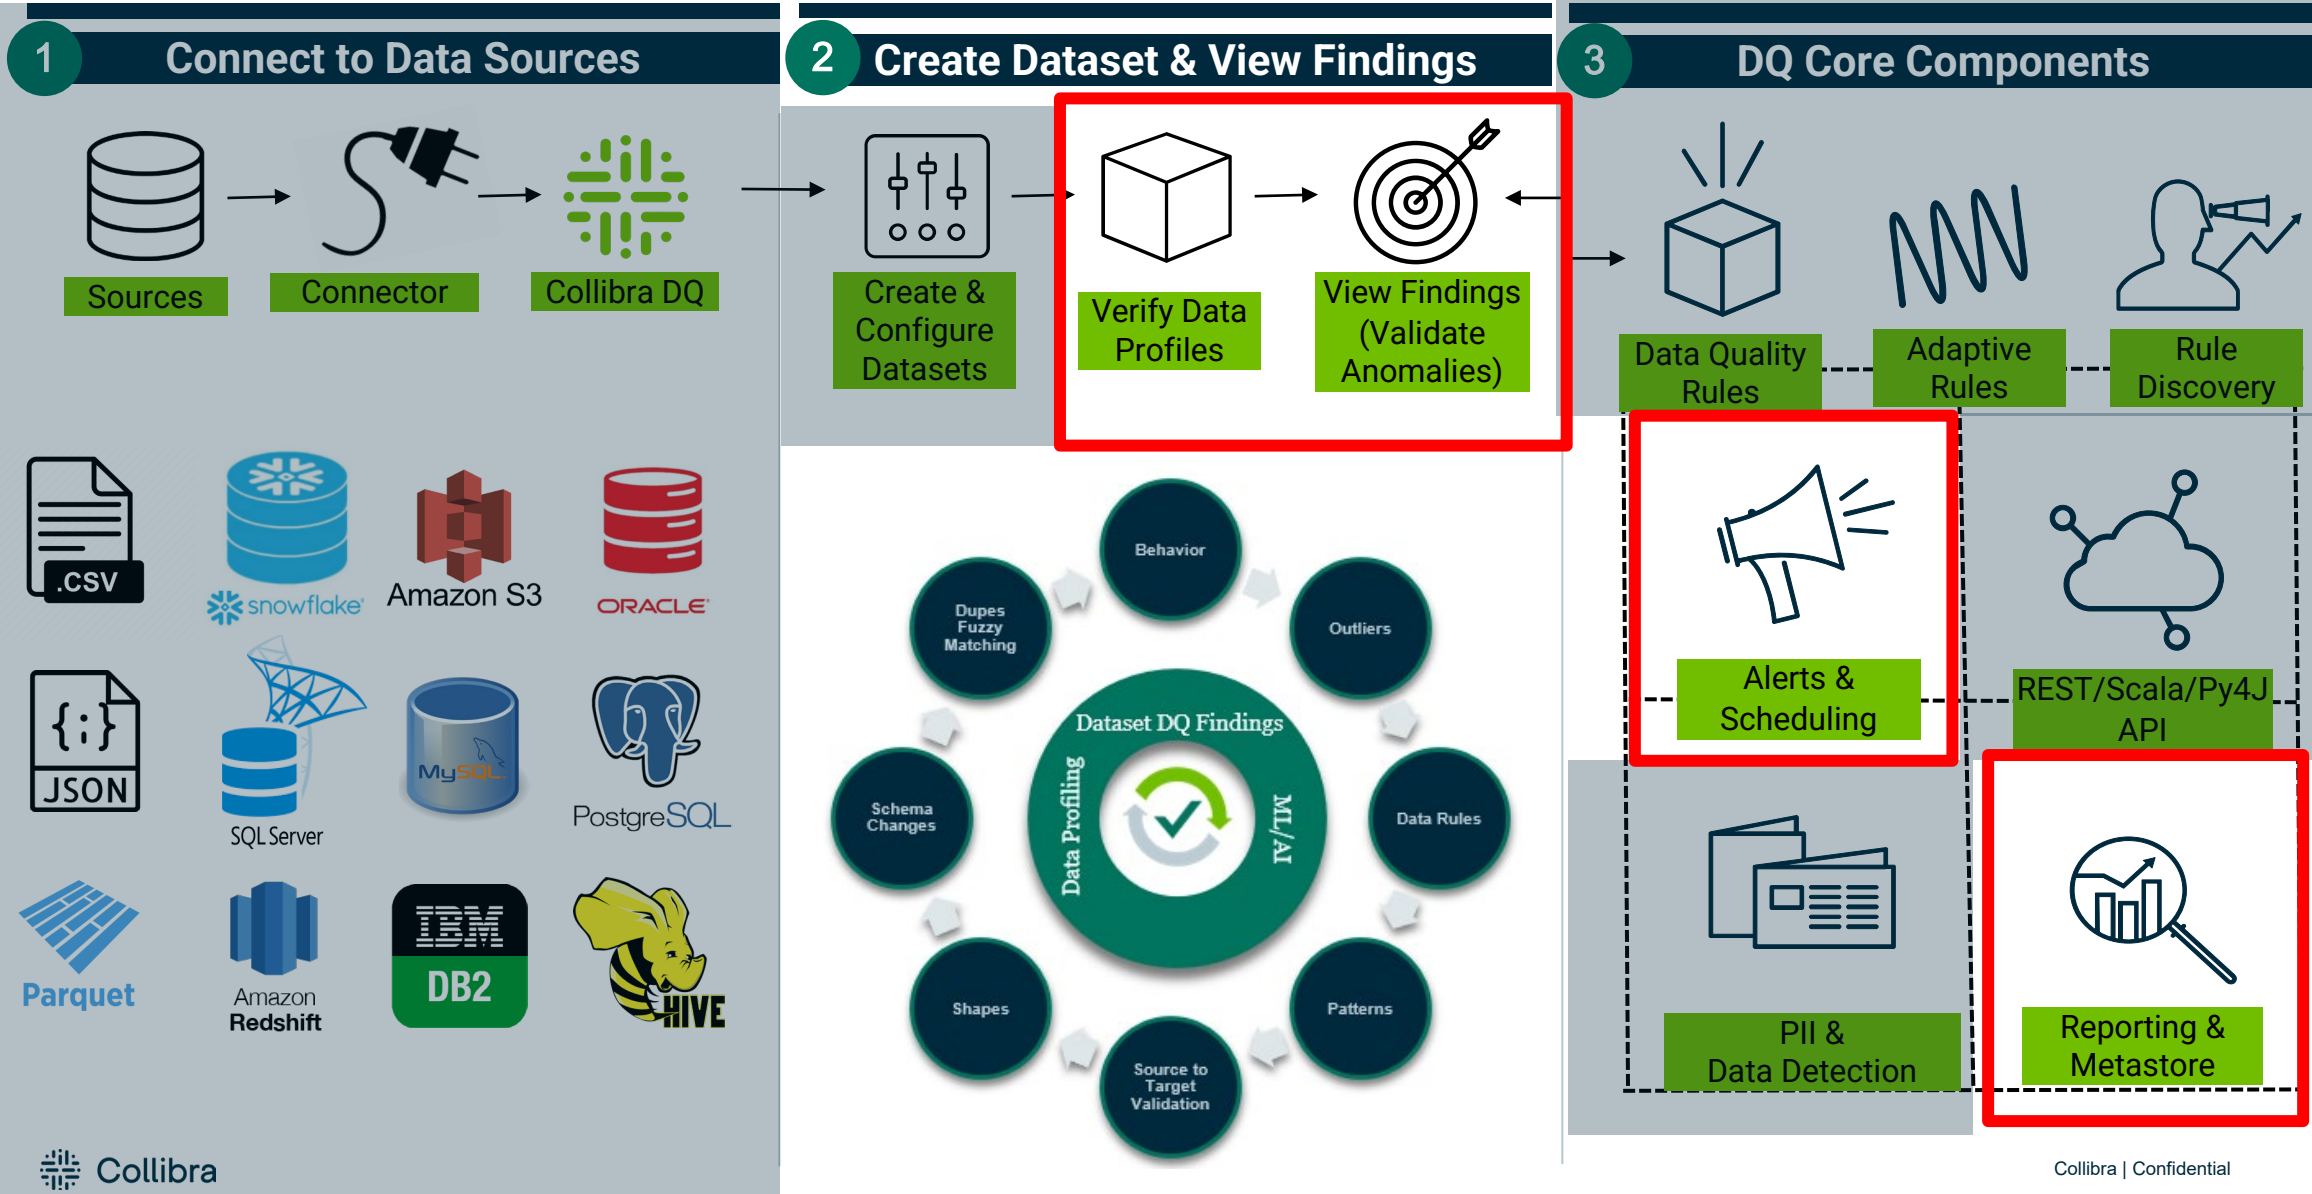 1
Connect to Data Sources
Sources
Connector
Collibra DQ
.CSV
snowflake
Amazon S3
ORACLE
{;}
JSON
SQL Server
MySQL
PostgreSQL
Parquet
Amazon
Redshift
IBM
DB2
HIVE
Collibra
2
Create Dataset & View Findings
Create &
Configure
Datasets
Verify Data
Profiles
View Findings
(Validate
Anomalies)
Behavior
Outliers
Data Rules
Patterns
Source to
Target
Validation
Shapes
Schema
Changes
Dupes
Fuzzy
Matching
Dataset DQ Findings
Data Profiling
ML/AI
3
DQ Core Components
Data Quality
Rules
Adaptive
Rules
Rule
Discovery
Alerts &
Scheduling
REST/Scala/Py4J
API
PII &
Data Detection
Reporting &
Metastore
Collibra | Confidential